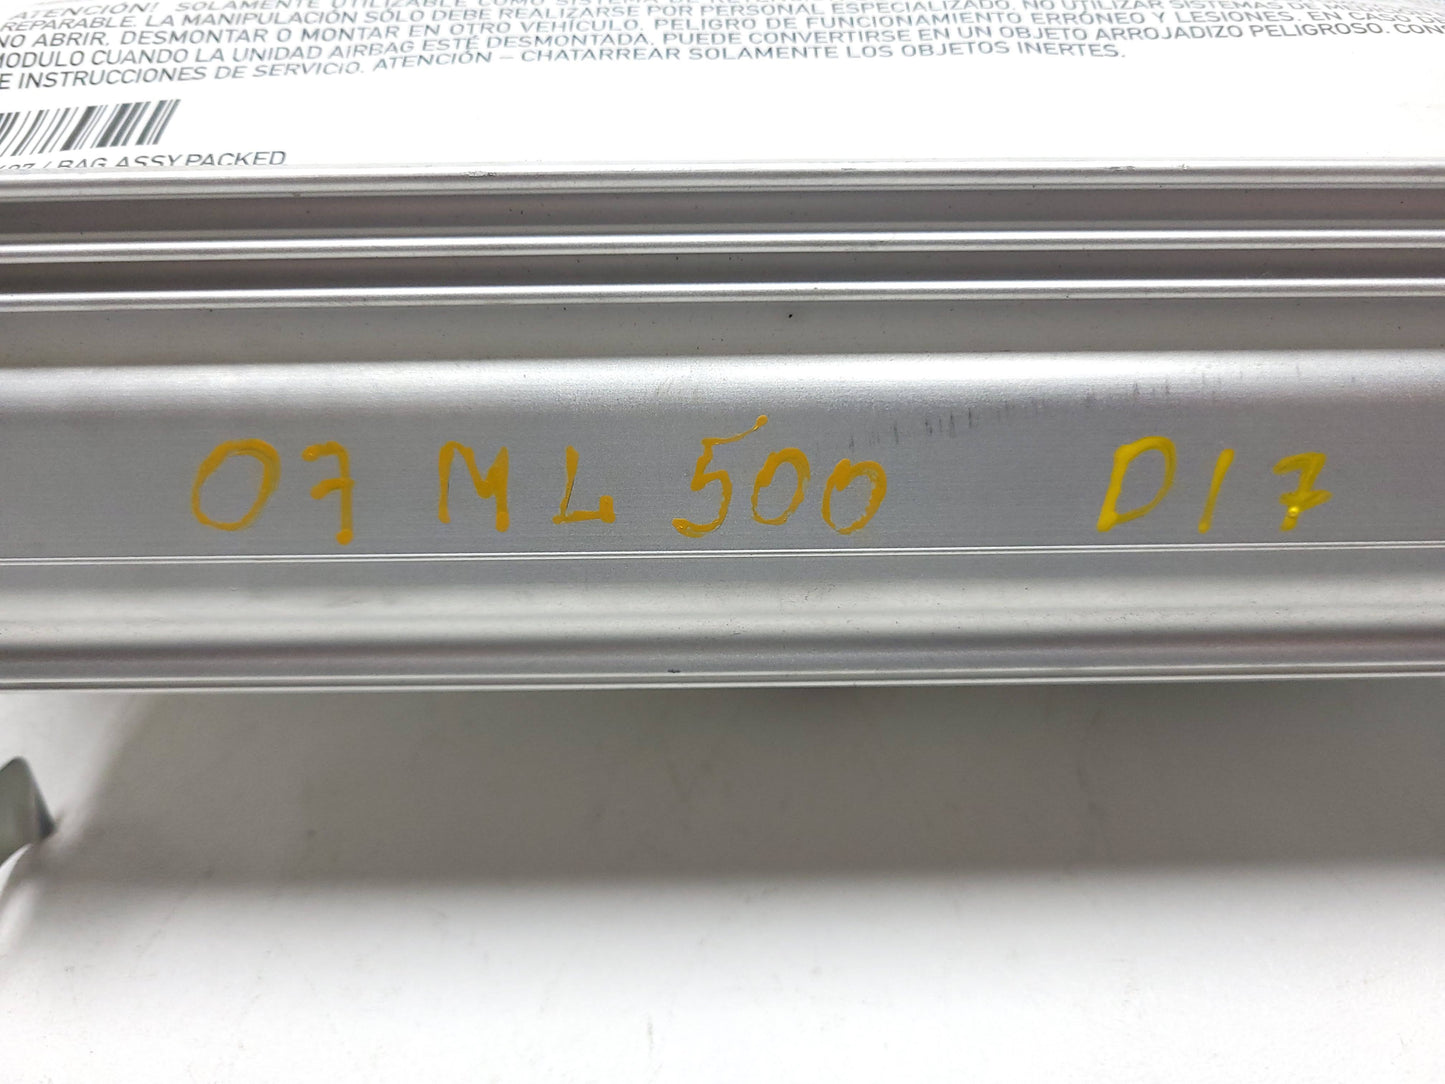 ¡ATENCIÓN! SOLAMENTE UTILIZABLE COMO SISTEMA DE
REPARABLE. LA MANIPULACIÓN SÓLO DEBE REALIZARSE POR PERSONAL ESPECIALIZADO. NO UTILIZAR SISTEMAS DE
NO ABRIR, DESMONTAR O MONTAR EN OTRO VEHÍCULO. PELIGRO DE FUNCIONAMIENTO ERRÓNEO Y LESIONES. EN CASO DE
MODULO CUANDO LA UNIDAD AIRBAG ESTÉ DESMONTADA, PUEDE CONVERTIRSE EN UN OBJETO ARROJADIZO PELIGROSO.
E INSTRUCCIONES DE SERVICIO. ATENCIÓN – CHATARREAR SOLAMENTE LOS OBJETOS INERTES.
/ BAG ASSY.PACKED
07 ML 500 D17